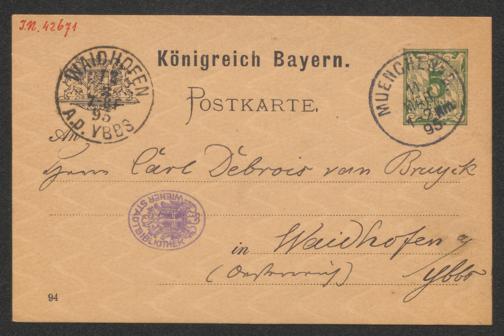 I.N. 42671
Königreich Bayern.
POSTKARTE.
WAIDHOFEN
95
A.D. YBBS
MUENCHEN
95
5
An
Herrn Carl Debrois van Bruyck
WIENER STADTBIBLIOTHEK
in Waidhofen a
(Oesterreich) Ybbs
94